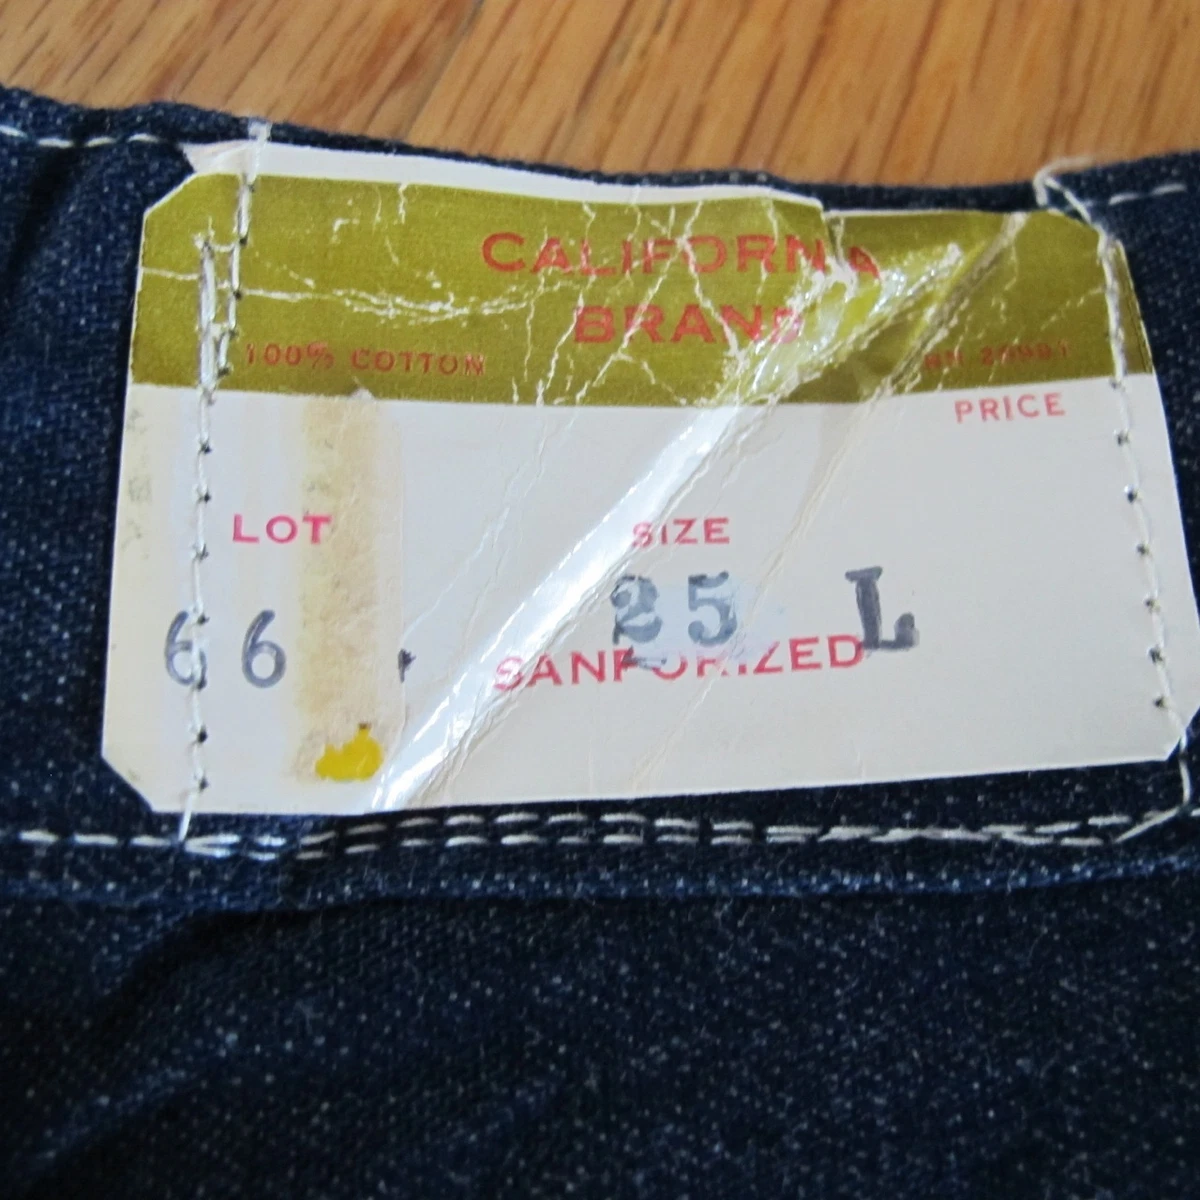 CALIFORNIA
BRAND
100% COTTON
PRICE
LOT SIZE
66 25 L
SANFORIZED